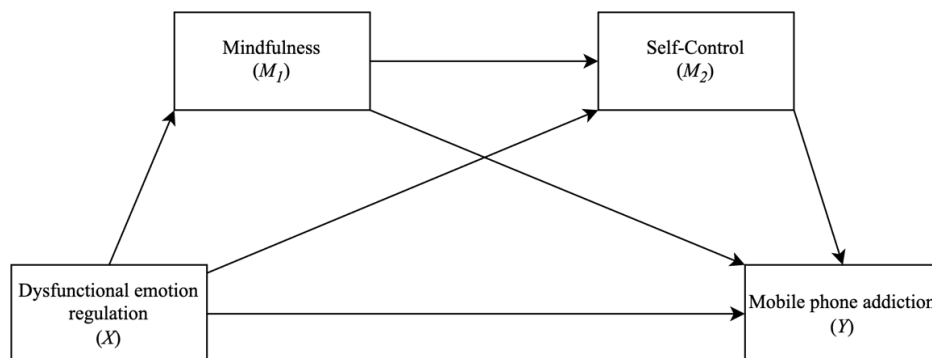 Mindfulness
(M1)
Self-Control
(M2)
Dysfunctional emotion
regulation
(X)
Mobile phone addiction
(Y)